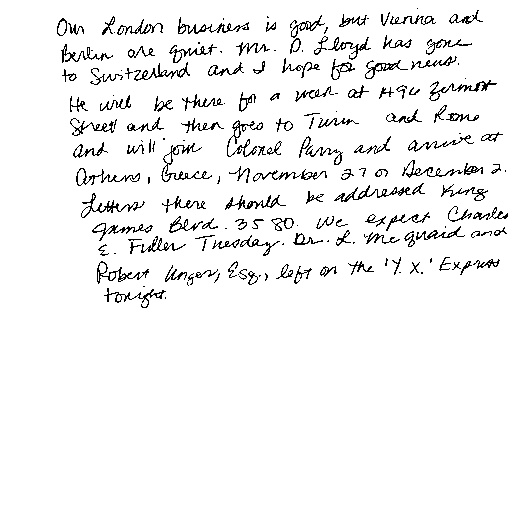 Our London business is good, but Vienna and
Berlin are quiet. Mr. D. Lloyd has gone
to Switzerland and I hope for good news.
He will be there for a week at 1496 Zermott
Street and then goes to Turin and Rome
and will join Colonel Parry and arrive at
Athens, Greece, November 27 or December 2.
Letters there should be addressed King
James Blvd. 3580. We expect Charles
E. Fuller Tuesday. Dr. L. McQuaid and
Robert Unger, Esq., left on the 'Y.X.' Express
tonight.